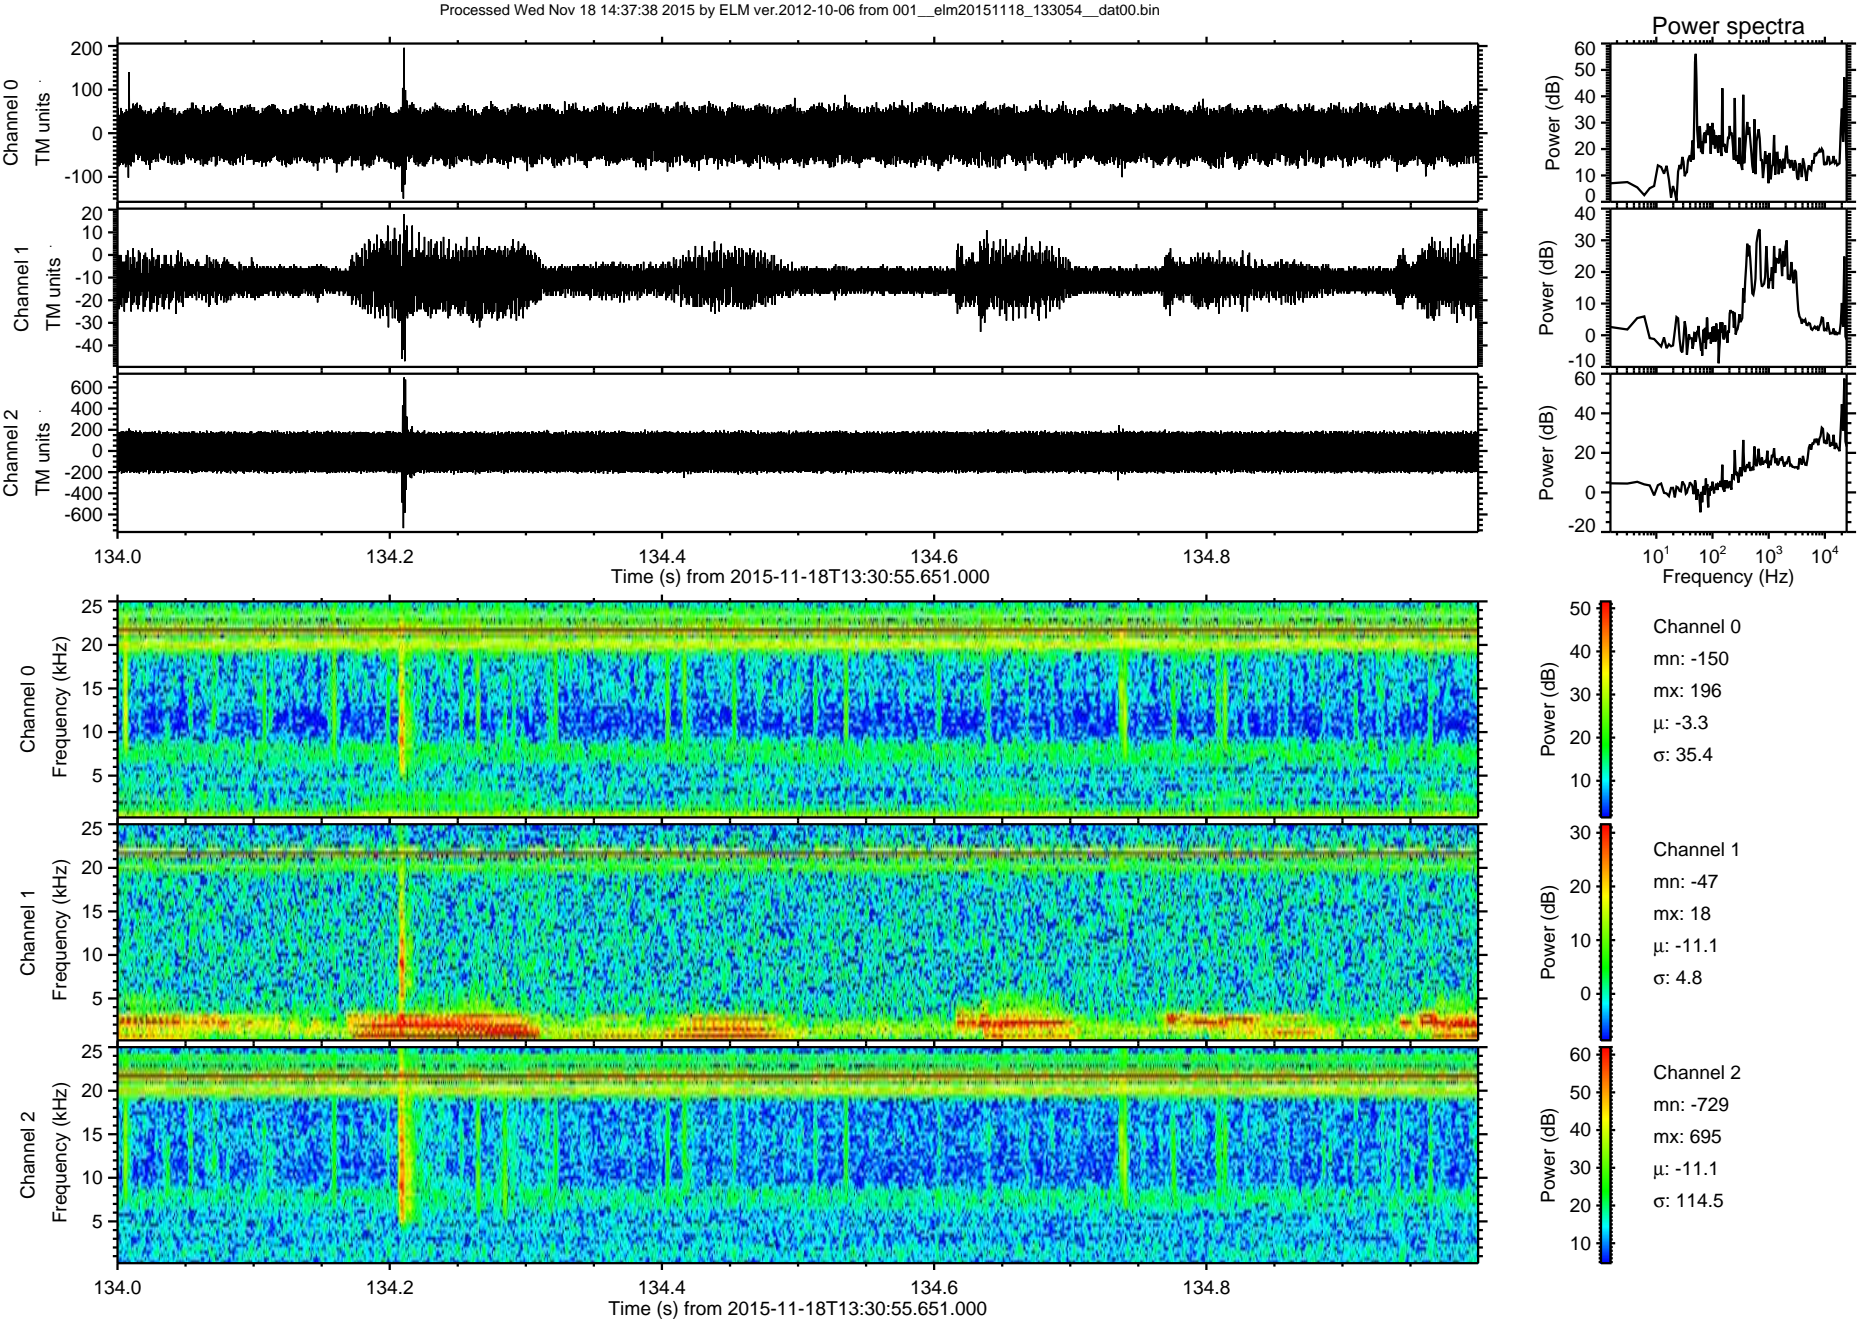 Processed Wed Nov 18 14:37:38 2015 by ELM ver.2012-10-06 from 001__elm20151118_133054__dat00.bin
Power spectra
Channel 0
TM units
200
100
0
-100
Power (dB)
60
50
40
30
20
10
0
Channel 1
TM units
20
10
0
-10
-20
-30
-40
Power (dB)
40
30
20
10
0
-10
Channel 2
TM units
600
400
200
0
-200
-400
-600
Power (dB)
60
40
20
0
-20
134.0 134.2 134.4 134.6 134.8
Time (s) from 2015-11-18T13:30:55.651.000
10¹ 10² 10³ 10⁴
Frequency (Hz)
Channel 0
Frequency (kHz)
25
20
15
10
5
Power (dB)
50
40
30
20
10
Channel 0
mn: -150
mx: 196
μ: -3.3
σ: 35.4
Channel 1
Frequency (kHz)
25
20
15
10
5
Power (dB)
30
20
10
0
Channel 1
mn: -47
mx: 18
μ: -11.1
σ: 4.8
Channel 2
Frequency (kHz)
25
20
15
10
5
Power (dB)
60
50
40
30
20
10
Channel 2
mn: -729
mx: 695
μ: -11.1
σ: 114.5
134.0 134.2 134.4 134.6 134.8
Time (s) from 2015-11-18T13:30:55.651.000